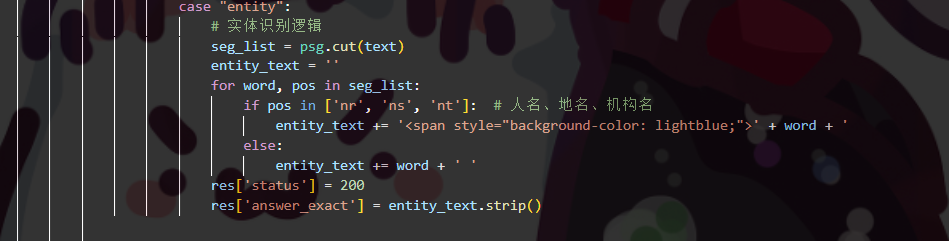 case "entity":
# 实体识别逻辑
seg_list = psg.cut(text)
entity_text = ''
for word, pos in seg_list:
if pos in ['nr', 'ns', 'nt']:  # 人名、地名、机构名
entity_text += '<span style="background-color: lightblue;">' + word + '
else:
entity_text += word + ' '
res['status'] = 200
res['answer_exact'] = entity_text.strip()